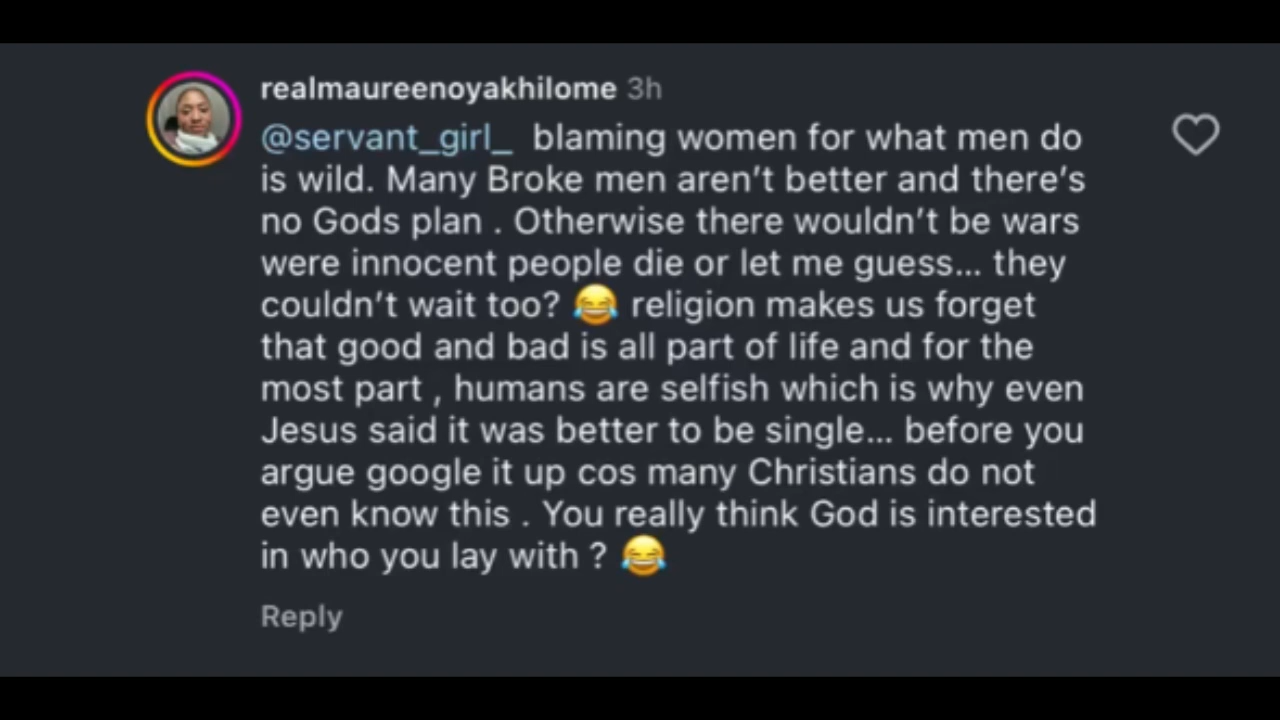 realmaureenoyakhilome 3h
@servant_girl_ blaming women for what men do
is wild. Many Broke men aren’t better and there’s
no Gods plan . Otherwise there wouldn’t be wars
were innocent people die or let me guess... they
couldn’t wait too? 😂 religion makes us forget
that good and bad is all part of life and for the
most part , humans are selfish which is why even
Jesus said it was better to be single... before you
argue google it up cos many Christians do not
even know this . You really think God is interested
in who you lay with ? 😂
Reply